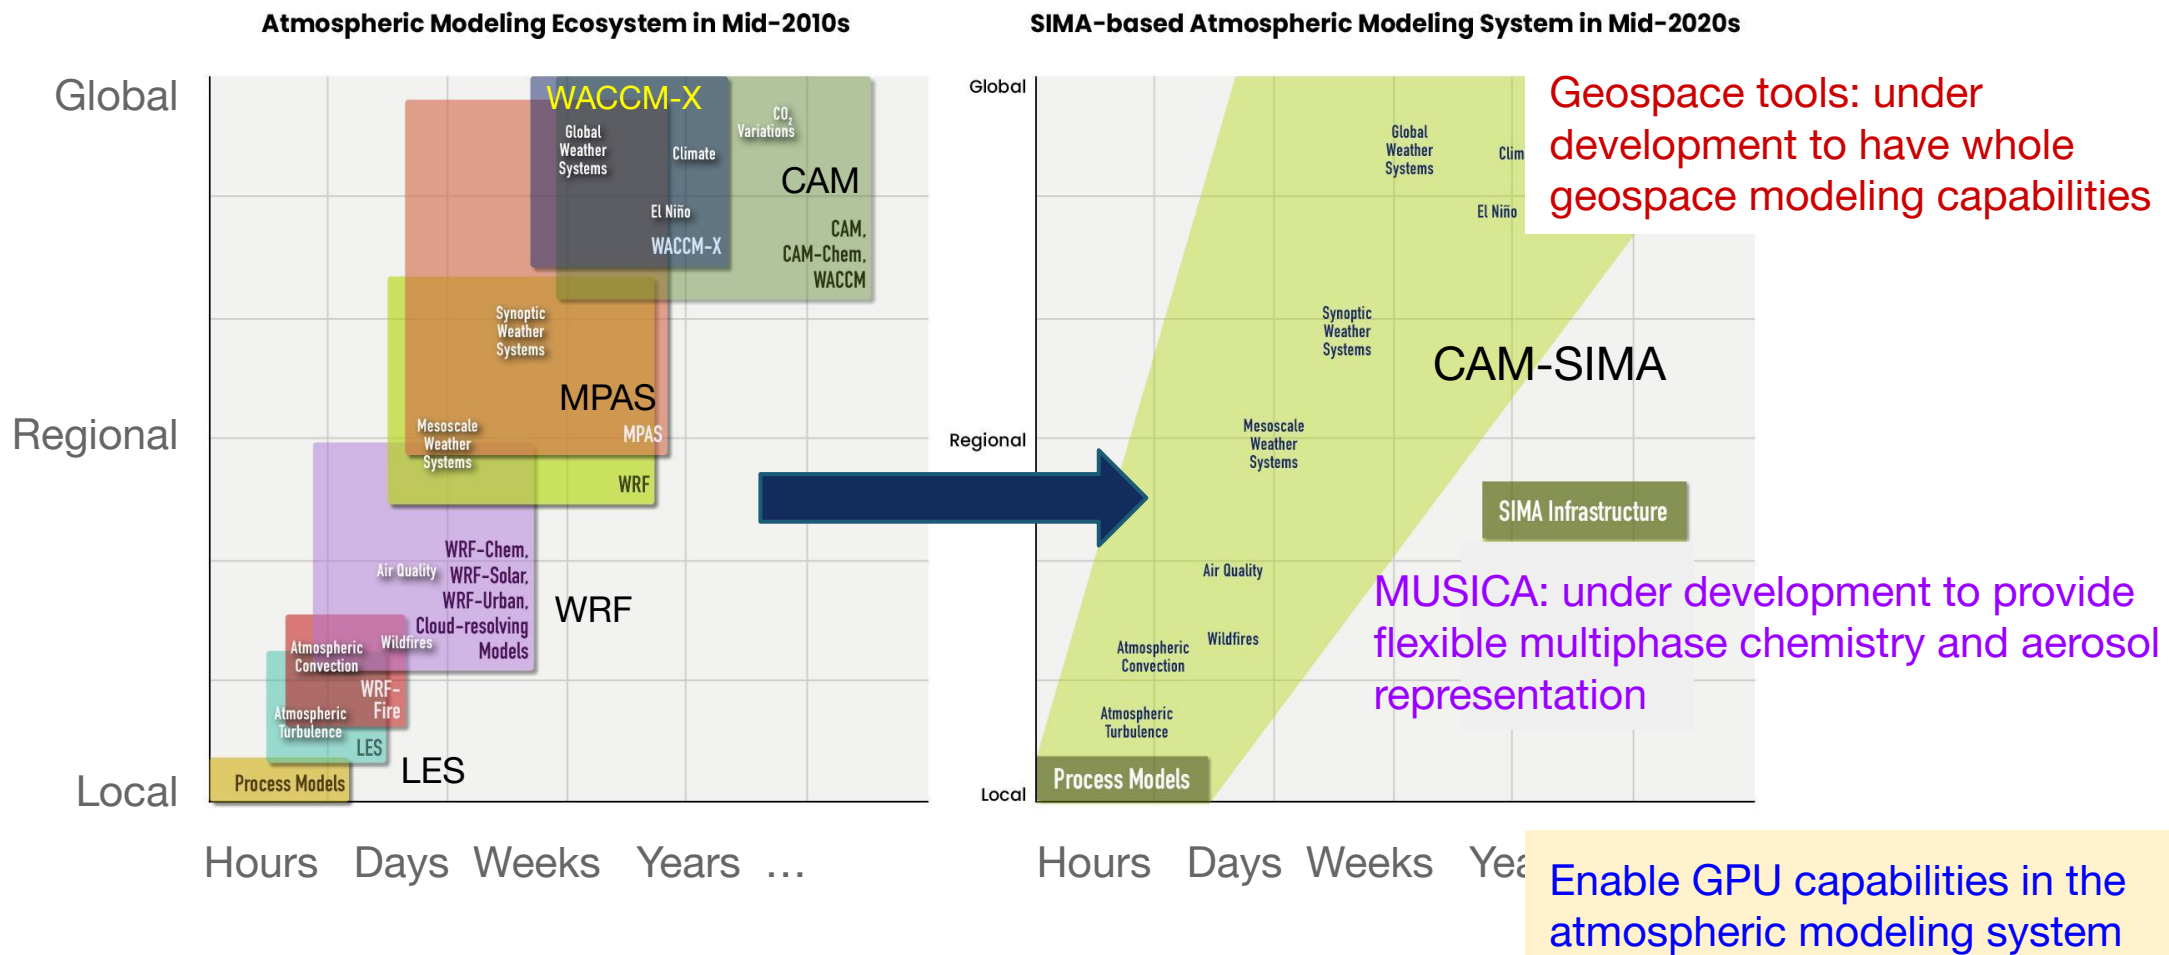 Atmospheric Modeling Ecosystem in Mid-2010s
Global
Regional
Local
WACCM-X
Global
Weather
Systems
Climate
CO2
Variations
CAM
El Niño
WACCM-X
CAM,
CAM-Chem,
WACCM
Synoptic
Weather
Systems
MPAS
MPAS
Mesoscale
Weather
Systems
WRF
Air Quality
WRF-Chem,
WRF-Solar,
WRF-Urban,
Cloud-resolving
Models
WRF
Wildfires
Atmospheric
Convection
WRF-
Fire
Atmospheric
Turbulence
LES
LES
Process Models
Hours Days Weeks Years ...
SIMA-based Atmospheric Modeling System in Mid-2020s
Global
Regional
Local
Global
Weather
Systems
Clim
El Niño
Geospace tools: under
development to have whole
geospace modeling capabilities
Synoptic
Weather
Systems
CAM-SIMA
Mesoscale
Weather
Systems
SIMA Infrastructure
Air Quality
MUSICA: under development to provide
flexible multiphase chemistry and aerosol
representation
Wildfires
Atmospheric
Convection
Atmospheric
Turbulence
Process Models
Hours Days Weeks Yea
Enable GPU capabilities in the
atmospheric modeling system